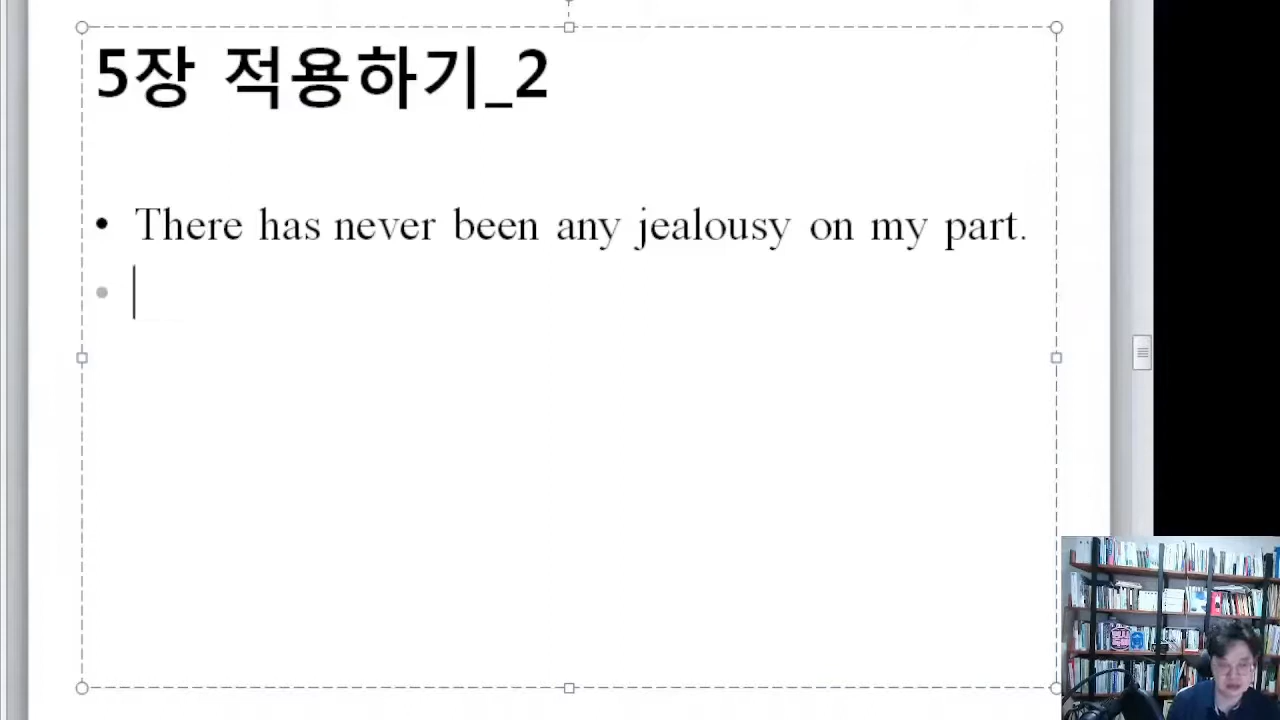 5장 적용하기_2
• There has never been any jealousy on my part.